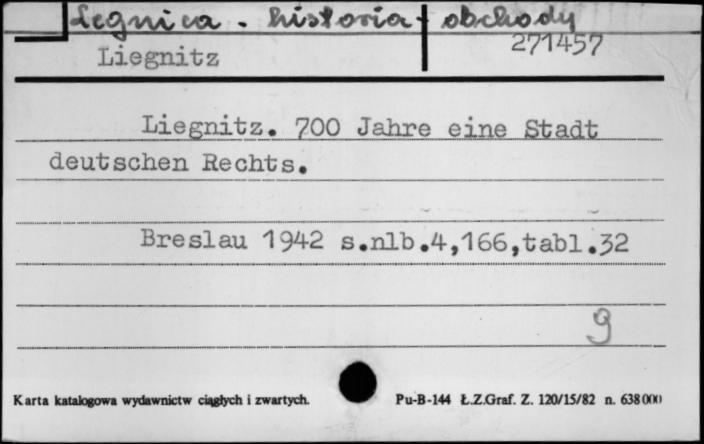 Legnica - historia - obchody
Liegnitz 271457
Liegnitz. 700 Jahre eine Stadt
deutschen Rechts.
Breslau 1942 s.nlb.4,166,tabl.32
g
Karta katalogowa wydawnictw ciągłych i zwartych. Pu-B-144 Ł.Z.Graf. Z. 120/15/82 n. 638000